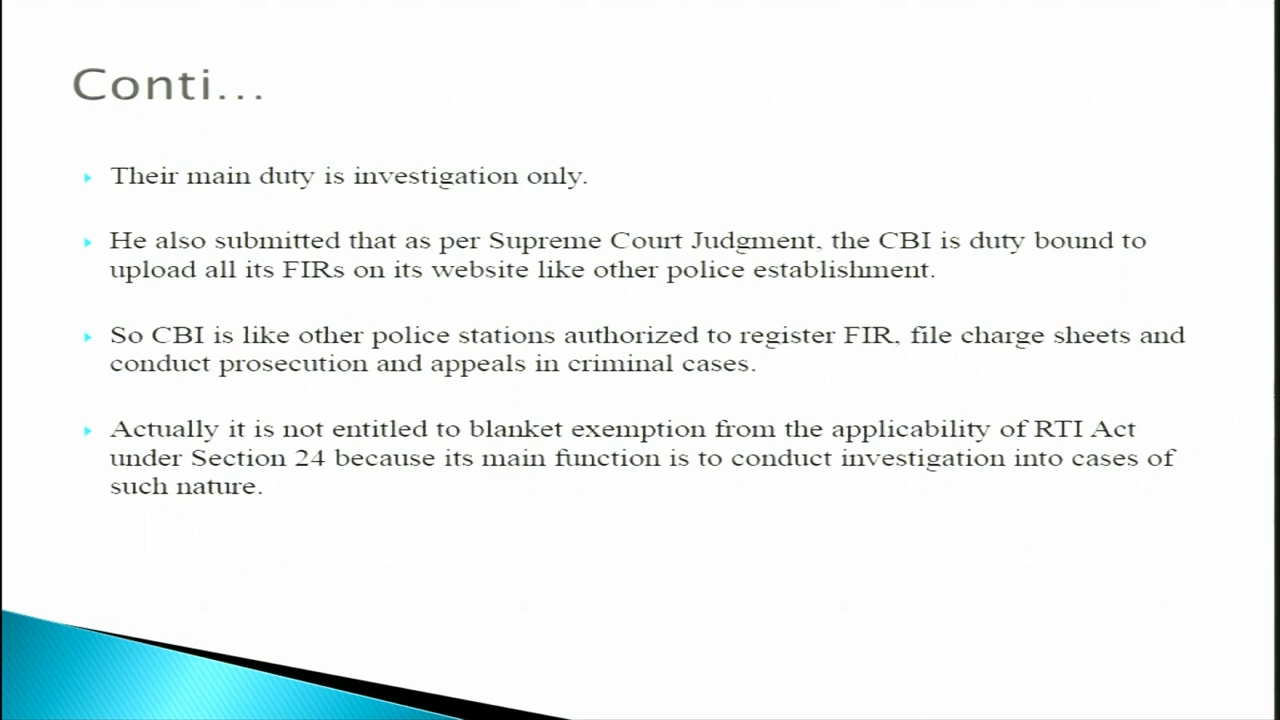 Conti...
Their main duty is investigation only.
He also submitted that as per Supreme Court Judgment, the CBI is duty bound to
upload all its FIRs on its website like other police establishment.
So CBI is like other police stations authorized to register FIR, file charge sheets and
conduct prosecution and appeals in criminal cases.
Actually it is not entitled to blanket exemption from the applicability of RTI Act
under Section 24 because its main function is to conduct investigation into cases of
such nature.